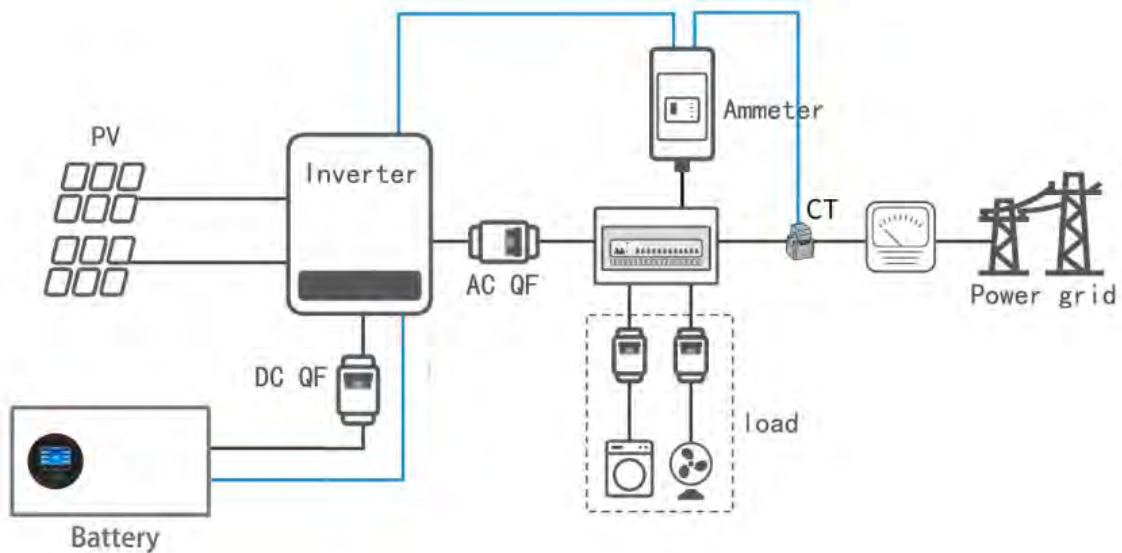 Ammeter
PV
Inverter
CT
AC QF
Power grid
DC QF
load
Battery